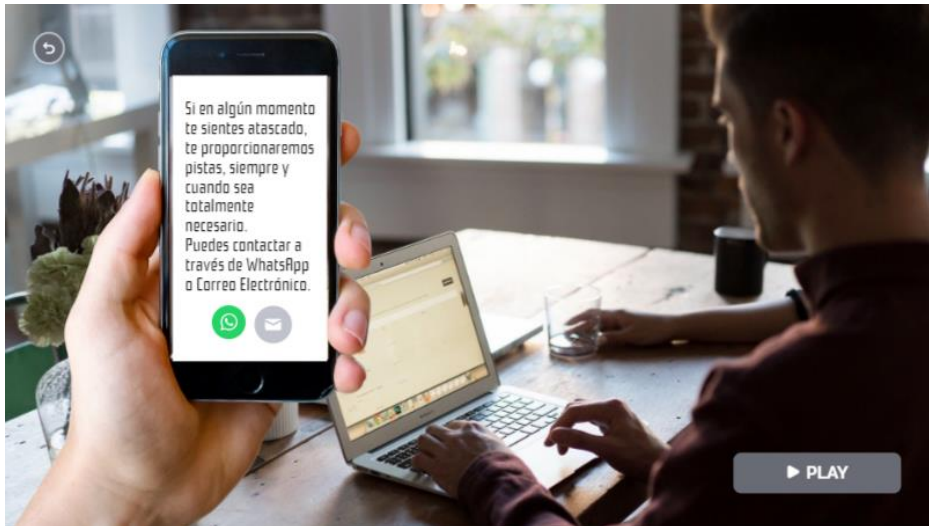 Si en algún momento
te sientes atascado,
te proporcionaremos
pistas, siempre y
cuando sea
totalmente
necesario.
Puedes contactar a
través de WhatsApp
o Correo Electrónico.
PLAY